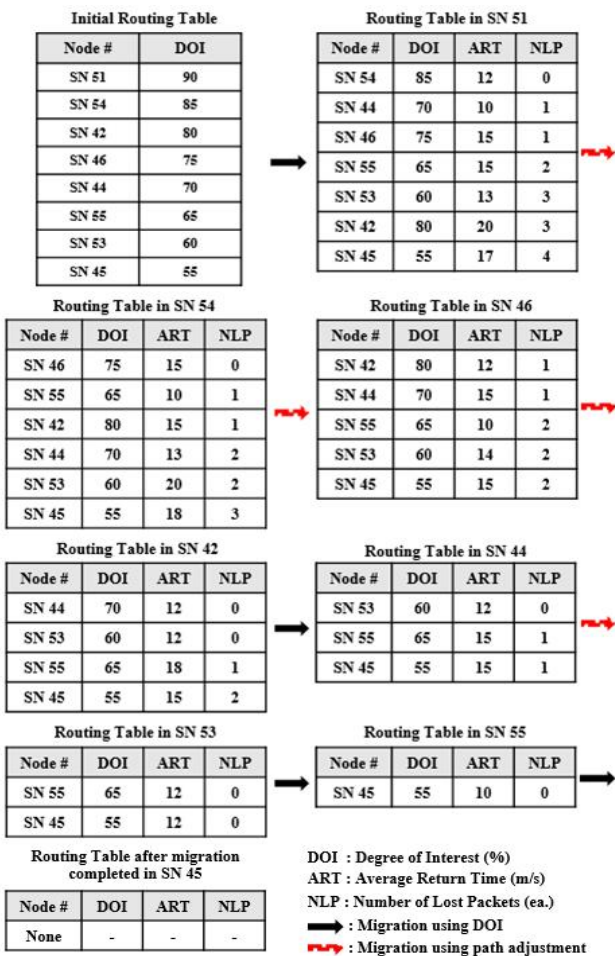 Initial Routing Table
Node # DOI
SN 51 90
SN 54 85
SN 42 80
SN 46 75
SN 44 70
SN 55 65
SN 53 60
SN 45 55
Routing Table in SN 51
Node # DOI ART NLP
SN 54 85 12 0
SN 44 70 10 1
SN 46 75 15 1
SN 55 65 15 2
SN 53 60 13 3
SN 42 80 20 3
SN 45 55 17 4
Routing Table in SN 54
Node # DOI ART NLP
SN 46 75 15 0
SN 55 65 10 1
SN 42 80 15 1
SN 44 70 13 2
SN 53 60 20 2
SN 45 55 18 3
Routing Table in SN 46
Node # DOI ART NLP
SN 42 80 12 1
SN 44 70 15 1
SN 55 65 10 2
SN 53 60 14 2
SN 45 55 15 2
Routing Table in SN 42
Node # DOI ART NLP
SN 44 70 12 0
SN 53 60 12 0
SN 55 65 18 1
SN 45 55 15 2
Routing Table in SN 44
Node # DOI ART NLP
SN 53 60 12 0
SN 55 65 15 1
SN 45 55 15 1
Routing Table in SN 53
Node # DOI ART NLP
SN 55 65 12 0
SN 45 55 12 0
Routing Table in SN 55
Node # DOI ART NLP
SN 45 55 10 0
Routing Table after migration
completed in SN 45
Node # DOI ART NLP
None - - -
DOI : Degree of Interest (%)
ART : Average Return Time (m/s)
NLP : Number of Lost Packets (ea.)
: Migration using DOI
: Migration using path adjustment